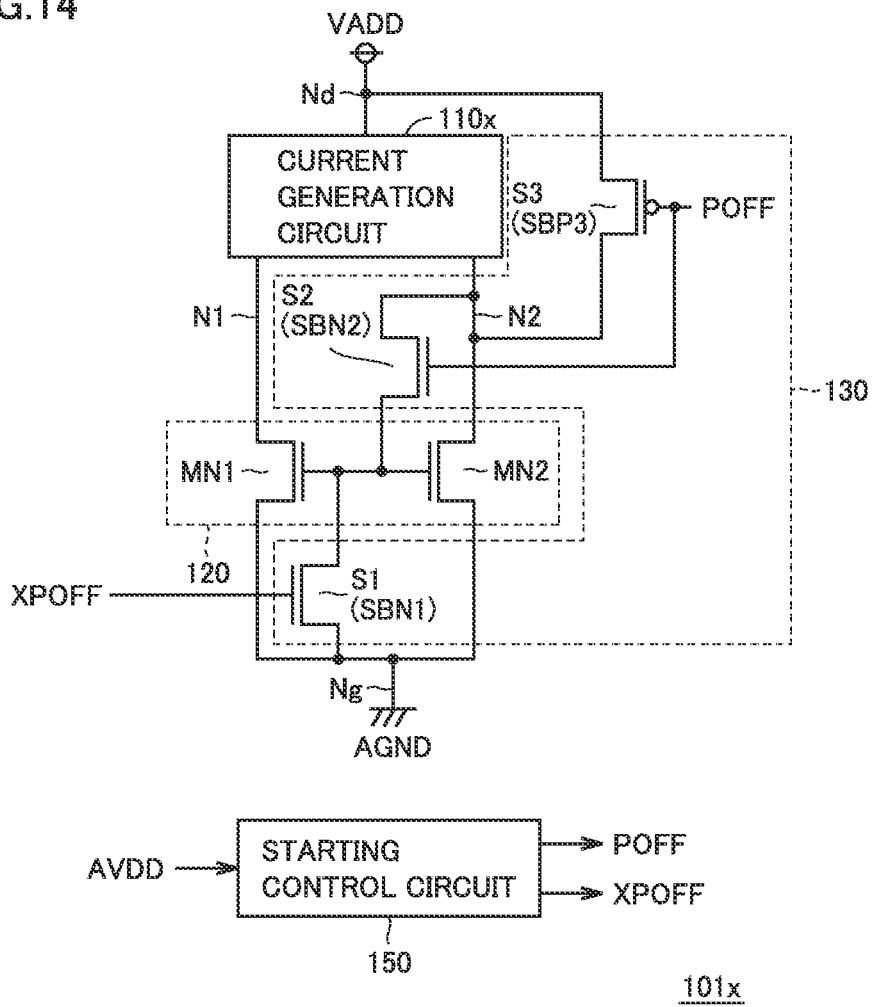 G.14
VADD
Nd
110x
CURRENT
GENERATION
CIRCUIT
S3
(SBP3)
POFF
S2
(SBN2)
N1
N2
130
MN1
MN2
120
XPOFF
S1
(SBN1)
Ng
AGND
AVDD
STARTING
CONTROL CIRCUIT
POFF
XPOFF
150
101x